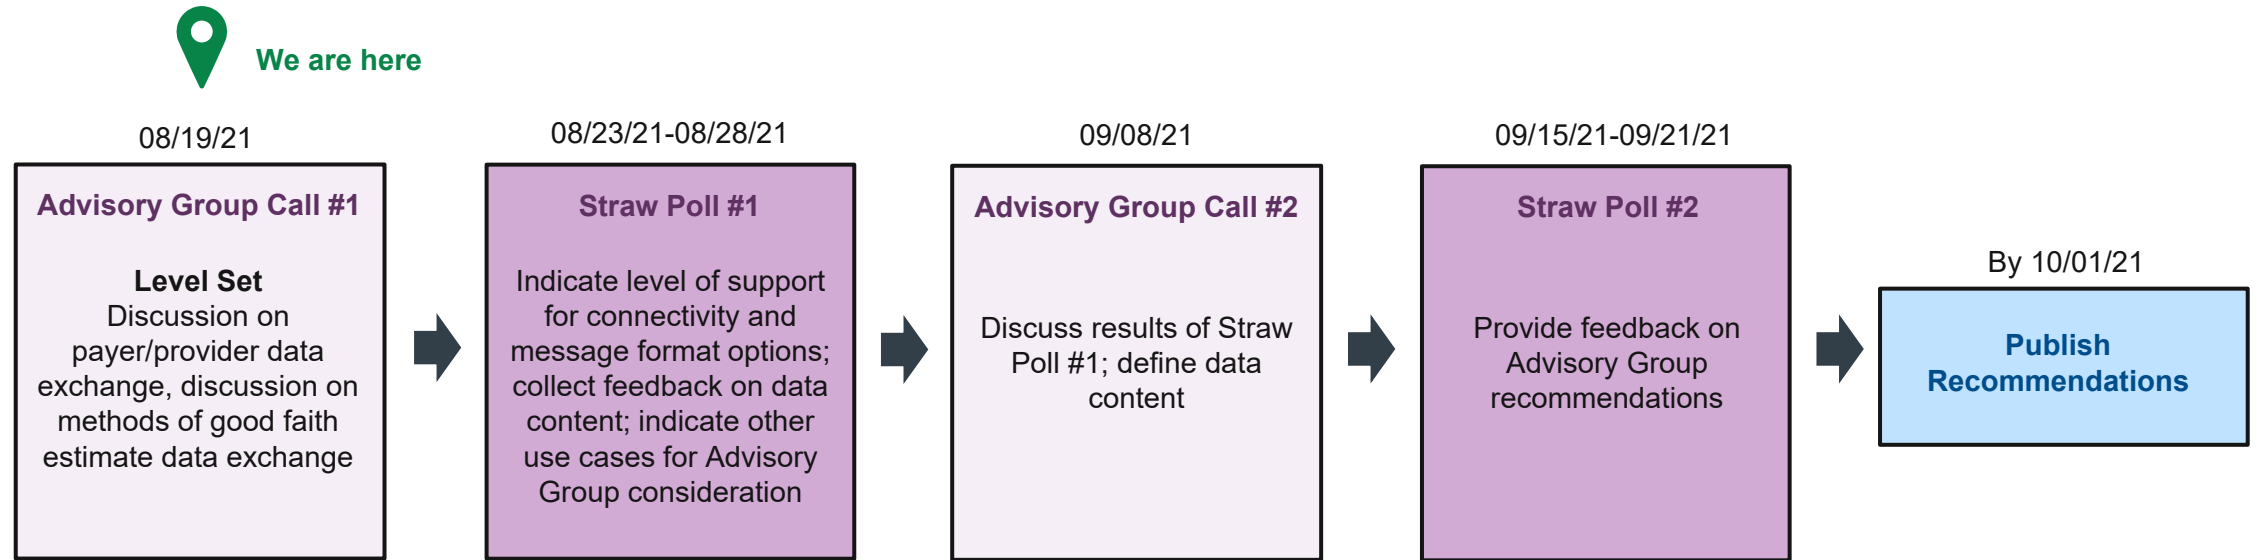 We are here
08/19/21
Advisory Group Call #1
Level Set
Discussion on
payer/provider data
exchange, discussion on
methods of good faith
estimate data exchange
08/23/21-08/28/21
Straw Poll #1
Indicate level of support
for connectivity and
message format options;
collect feedback on data
content; indicate other
use cases for Advisory
Group consideration
09/08/21
Advisory Group Call #2
Discuss results of Straw
Poll #1; define data
content
09/15/21-09/21/21
Straw Poll #2
Provide feedback on
Advisory Group
recommendations
By 10/01/21
Publish
Recommendations